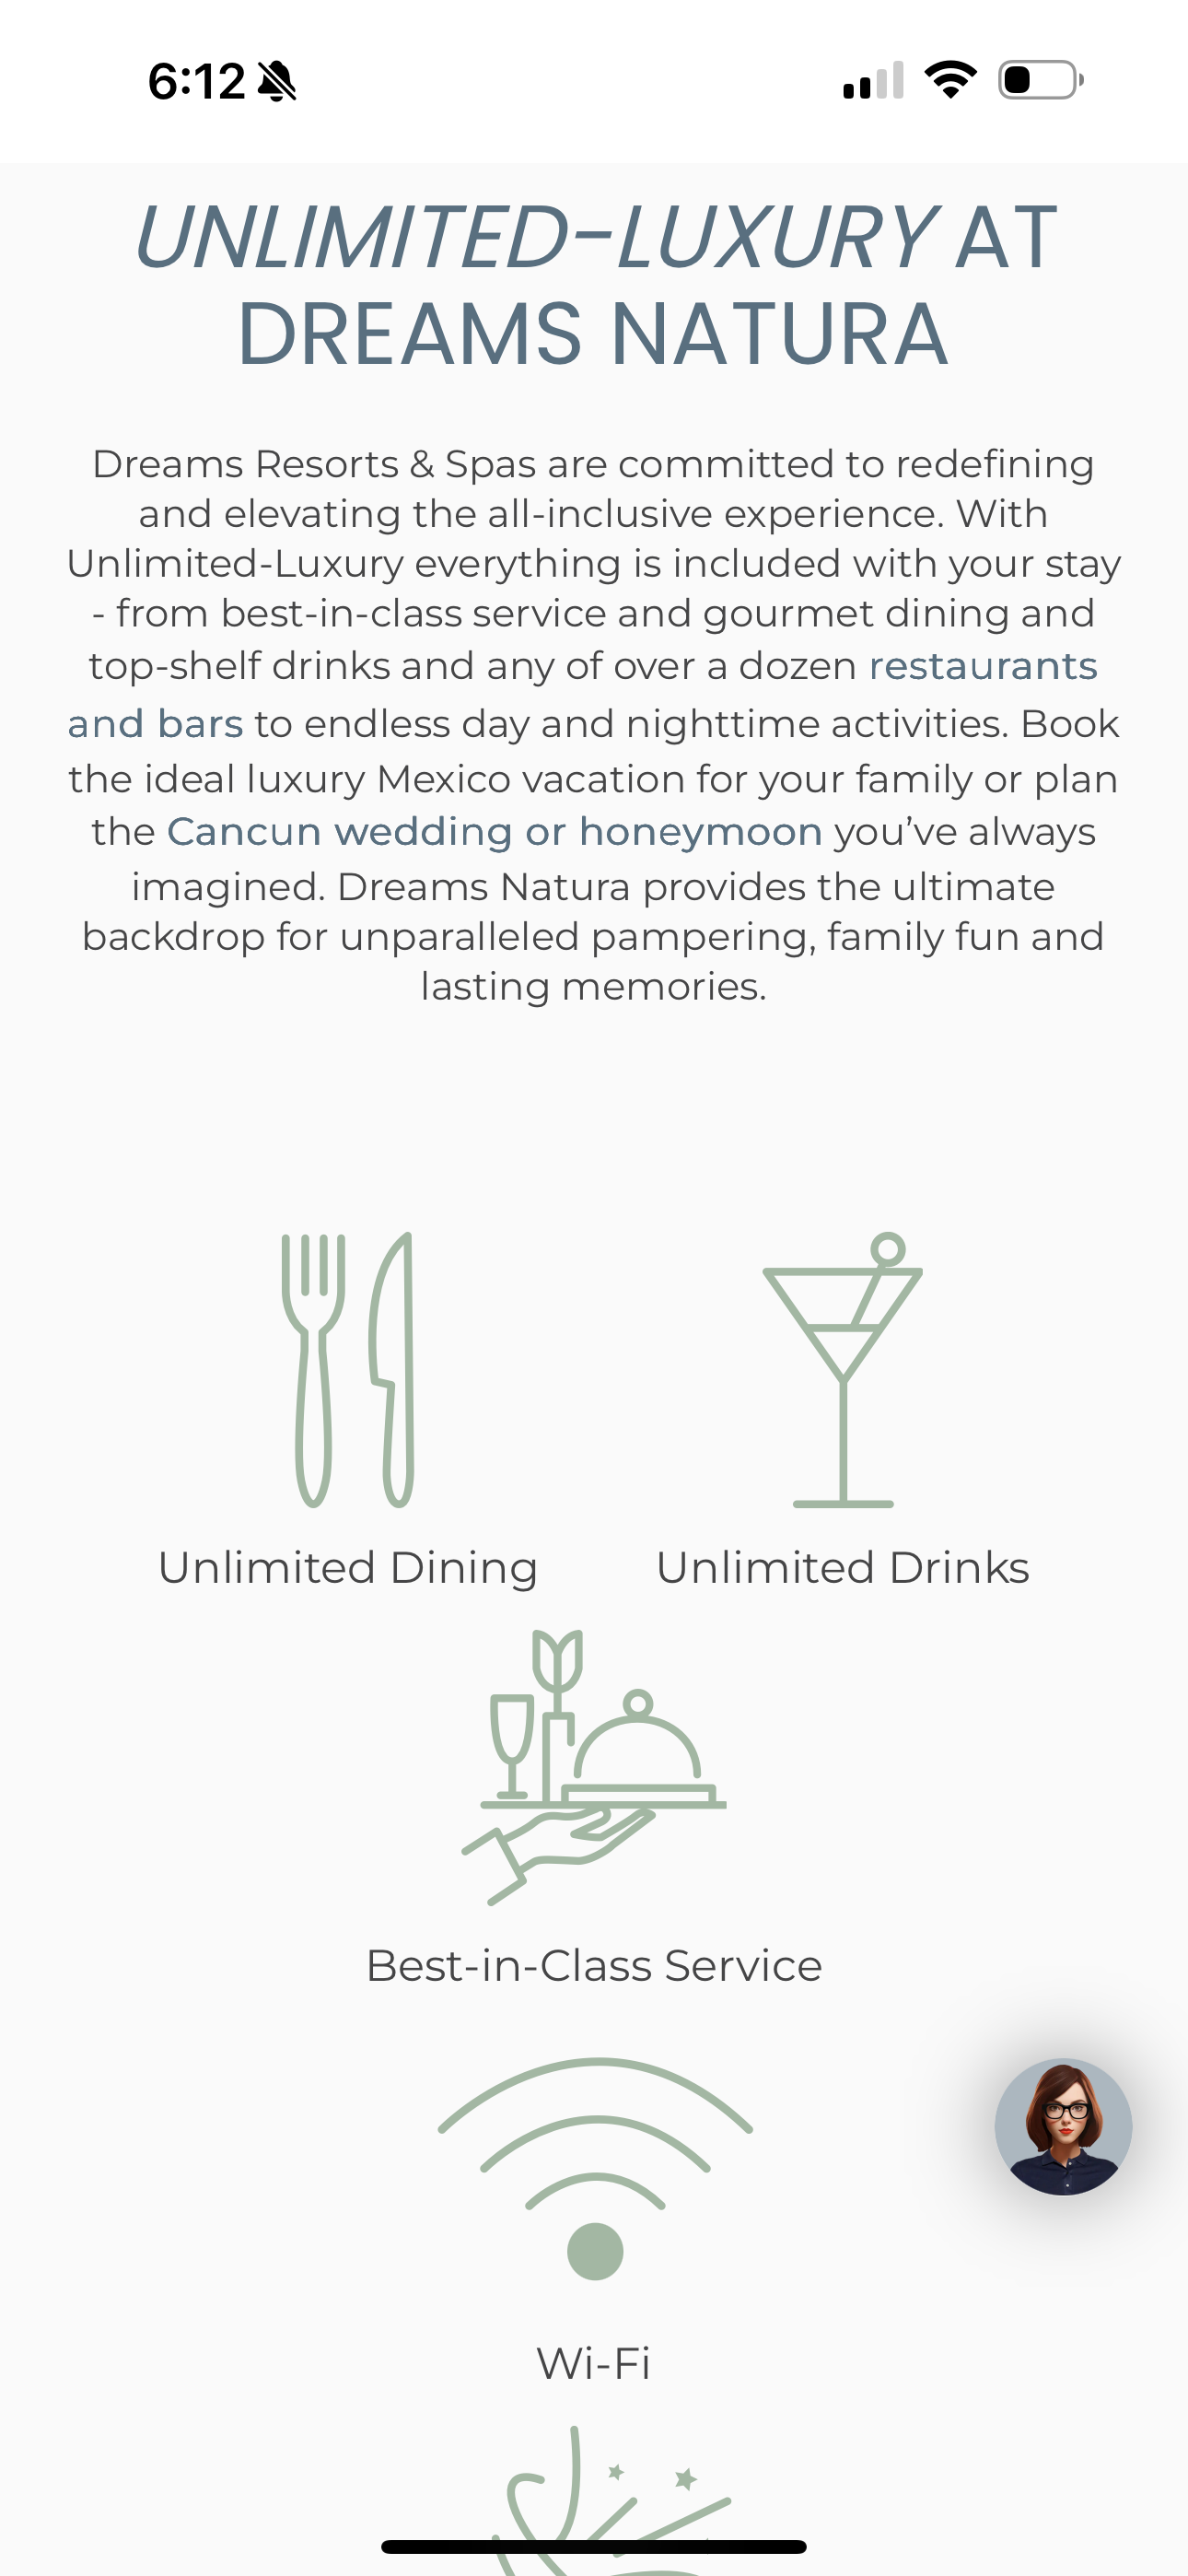 6:12
UNLIMITED-LUXURY AT
DREAMS NATURA
Dreams Resorts & Spas are committed to redefining
and elevating the all-inclusive experience. With
Unlimited-Luxury everything is included with your stay
- from best-in-class service and gourmet dining and
top-shelf drinks and any of over a dozen restaurants
and bars to endless day and nighttime activities. Book
the ideal luxury Mexico vacation for your family or plan
the Cancun wedding or honeymoon you’ve always
imagined. Dreams Natura provides the ultimate
backdrop for unparalleled pampering, family fun and
lasting memories.
Unlimited Dining
Unlimited Drinks
Best-in-Class Service
Wi-Fi